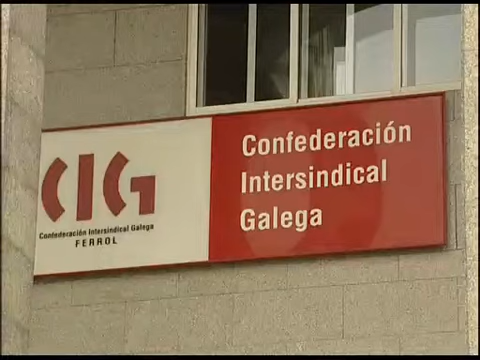 CIG
Confederación Intersindical Galega
FERROL
Confederación
Intersindical
Galega